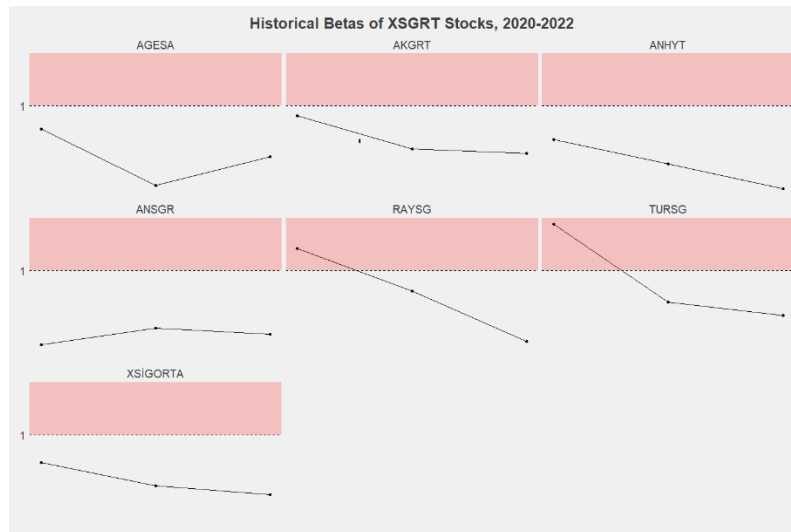 Historical Betas of XSGRT Stocks, 2020-2022
AGESA
AKGRT
ANHYT
1
ANSGR
RAYSG
TURSG
1
XSİGORTA
1